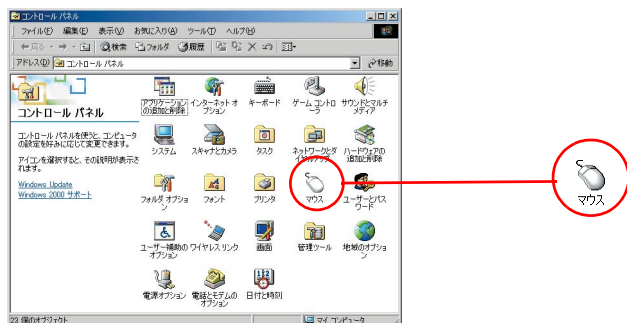 コントロール パネル
ファイル(F) 編集(E) 表示(V) お気に入り(A) ツール(T) ヘルプ(H)
戻る 検索 フォルダ 履歴
アドレス(D) コントロール パネル 移動
コントロール パネル
コントロール パネルを使うと、コンピュータ
の設定を好みに応じて変更できます。
アイコンを選択すると、その説明が表示さ
れます。
Windows Update
Windows 2000 サポート
アプリケーション
の追加と削除
インターネット オ
プション
キーボード
ゲーム コントロ
ーラ
サウンドとマルチ
メディア
システム
スキャナとカメラ
タスク
ネットワークとダ
イヤルアップ
ハードウェアの
追加と削除
フォルダ オプショ
ン
フォント
プリンタ
マウス
ユーザーとパス
ワード
ユーザー補助の
オプション
ワイヤレス リンク
画面
管理ツール
地域のオプショ
ン
電源オプション
電話とモデムの
オプション
日付と時刻
23 個のオブジェクト
マイ コンピュータ
マウス